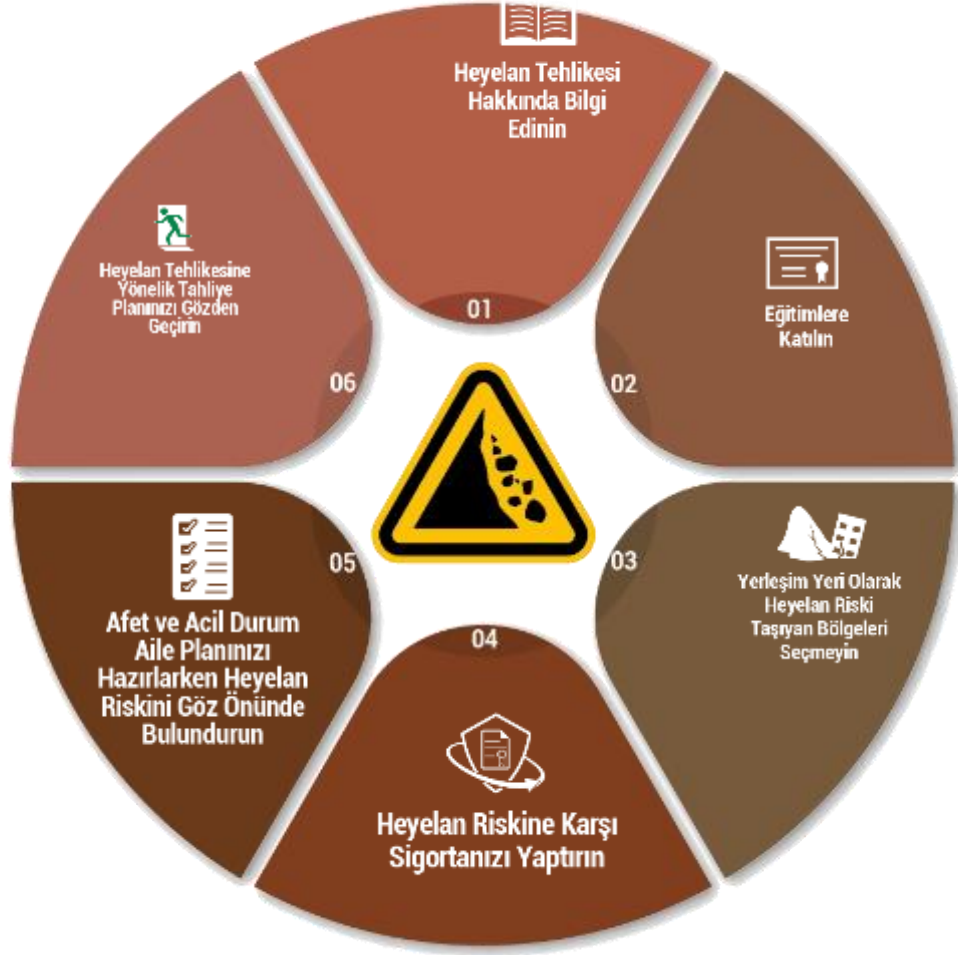 Heyelan Tehlikesi
Hakkında Bilgi
Edinin
01
Eğitimlere
Katılın
02
Yerleşim Yeri Olarak
Heyelan Riski
Taşıyan Bölgeleri
Seçmeyin
03
04
Heyelan Riskine Karşı
Sigortanızı Yaptırın
05
Afet ve Acil Durum
Aile Planınızı
Hazırlarken Heyelan
Riskini Göz Önünde
Bulundurun
06
Heyelan Tehlikesine
Yönelik Tahliye
Planınızı Gözden
Geçirin